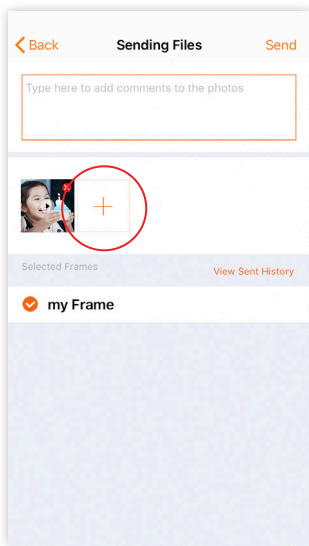 Back
Sending Files
Send
Type here to add comments to the photos
Selected Frames
View Sent History
my Frame